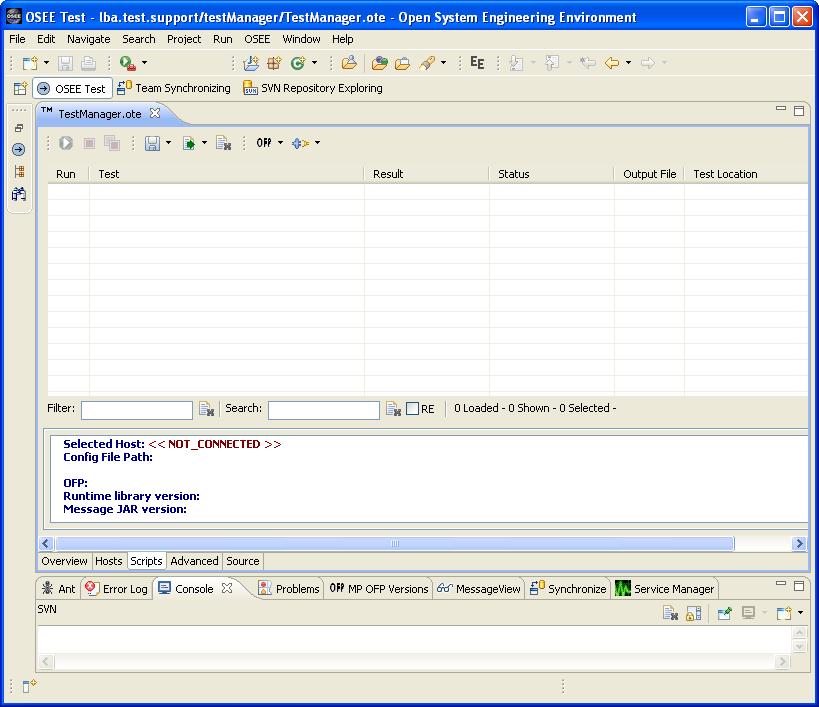 OSEE Test - lba.test.support/testManager/TestManager.ote - Open System Engineering Environment
File Edit Navigate Search Project Run OSEE Window Help
EE
OSEE Test Team Synchronizing SVN SVN Repository Exploring
TM TestManager.ote
OFP
Run Test Result Status Output File Test Location
Filter: Search: RE 0 Loaded - 0 Shown - 0 Selected -
Selected Host: << NOT_CONNECTED >>
Config File Path:
OFP:
Runtime library version:
Message JAR version:
Overview Hosts Scripts Advanced Source
Ant Error Log Console Problems OFP MP OFP Versions MessageView Synchronize Service Manager
SVN